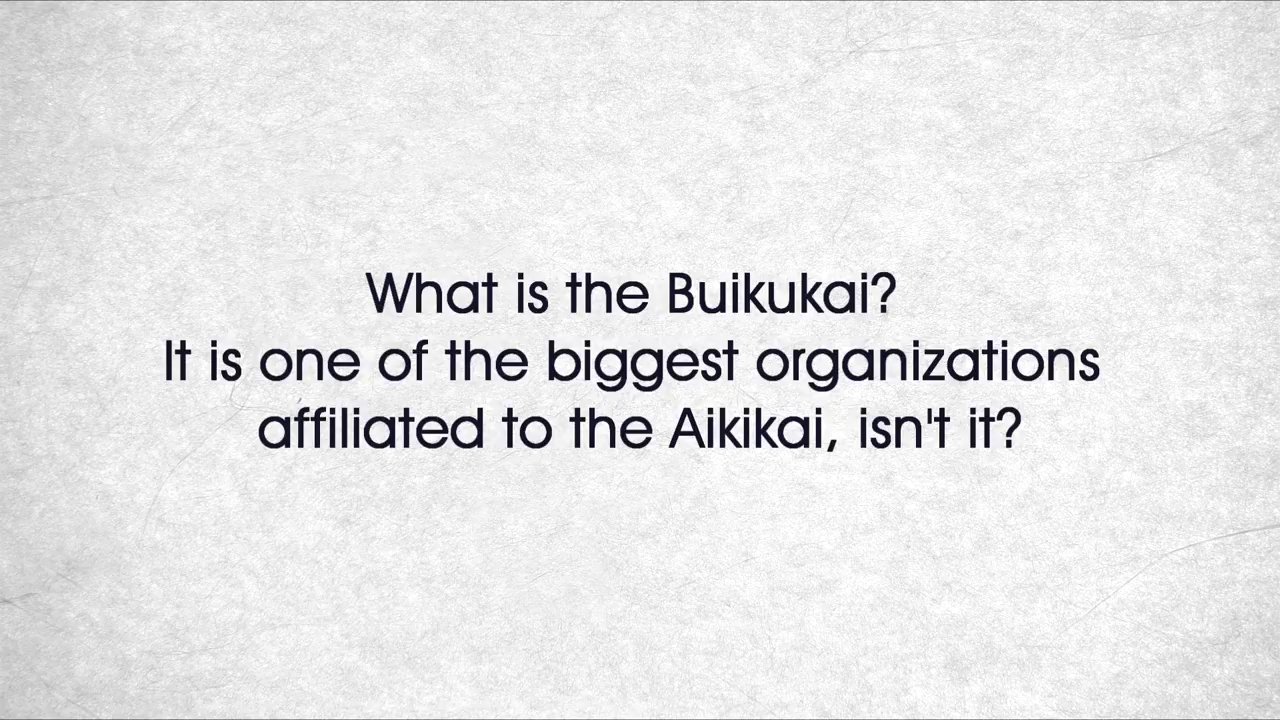 What is the Buikukai?
It is one of the biggest organizations
affiliated to the Aikikai, isn't it?